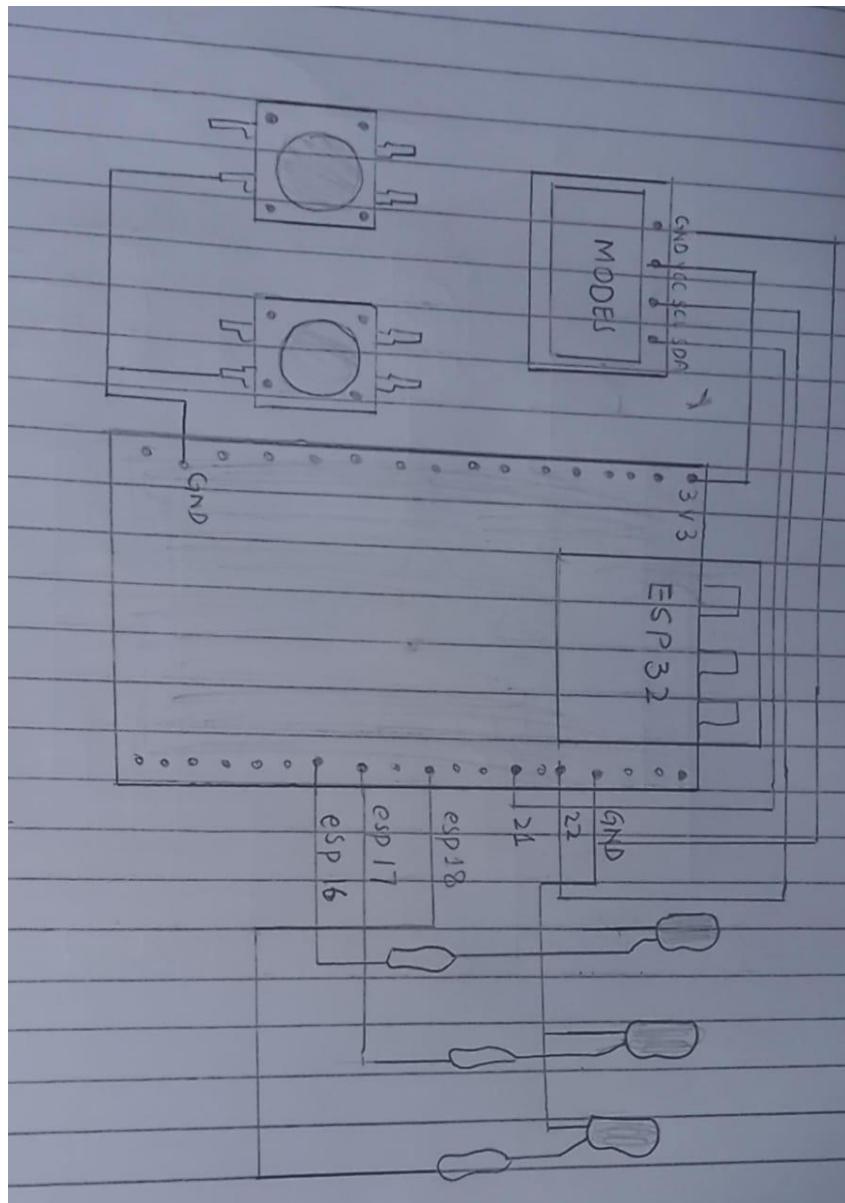 GND
VCC
SCL
SDA
MODES
3V3
ESP32
GND
GND
22
21
esp18
esp17
esp16